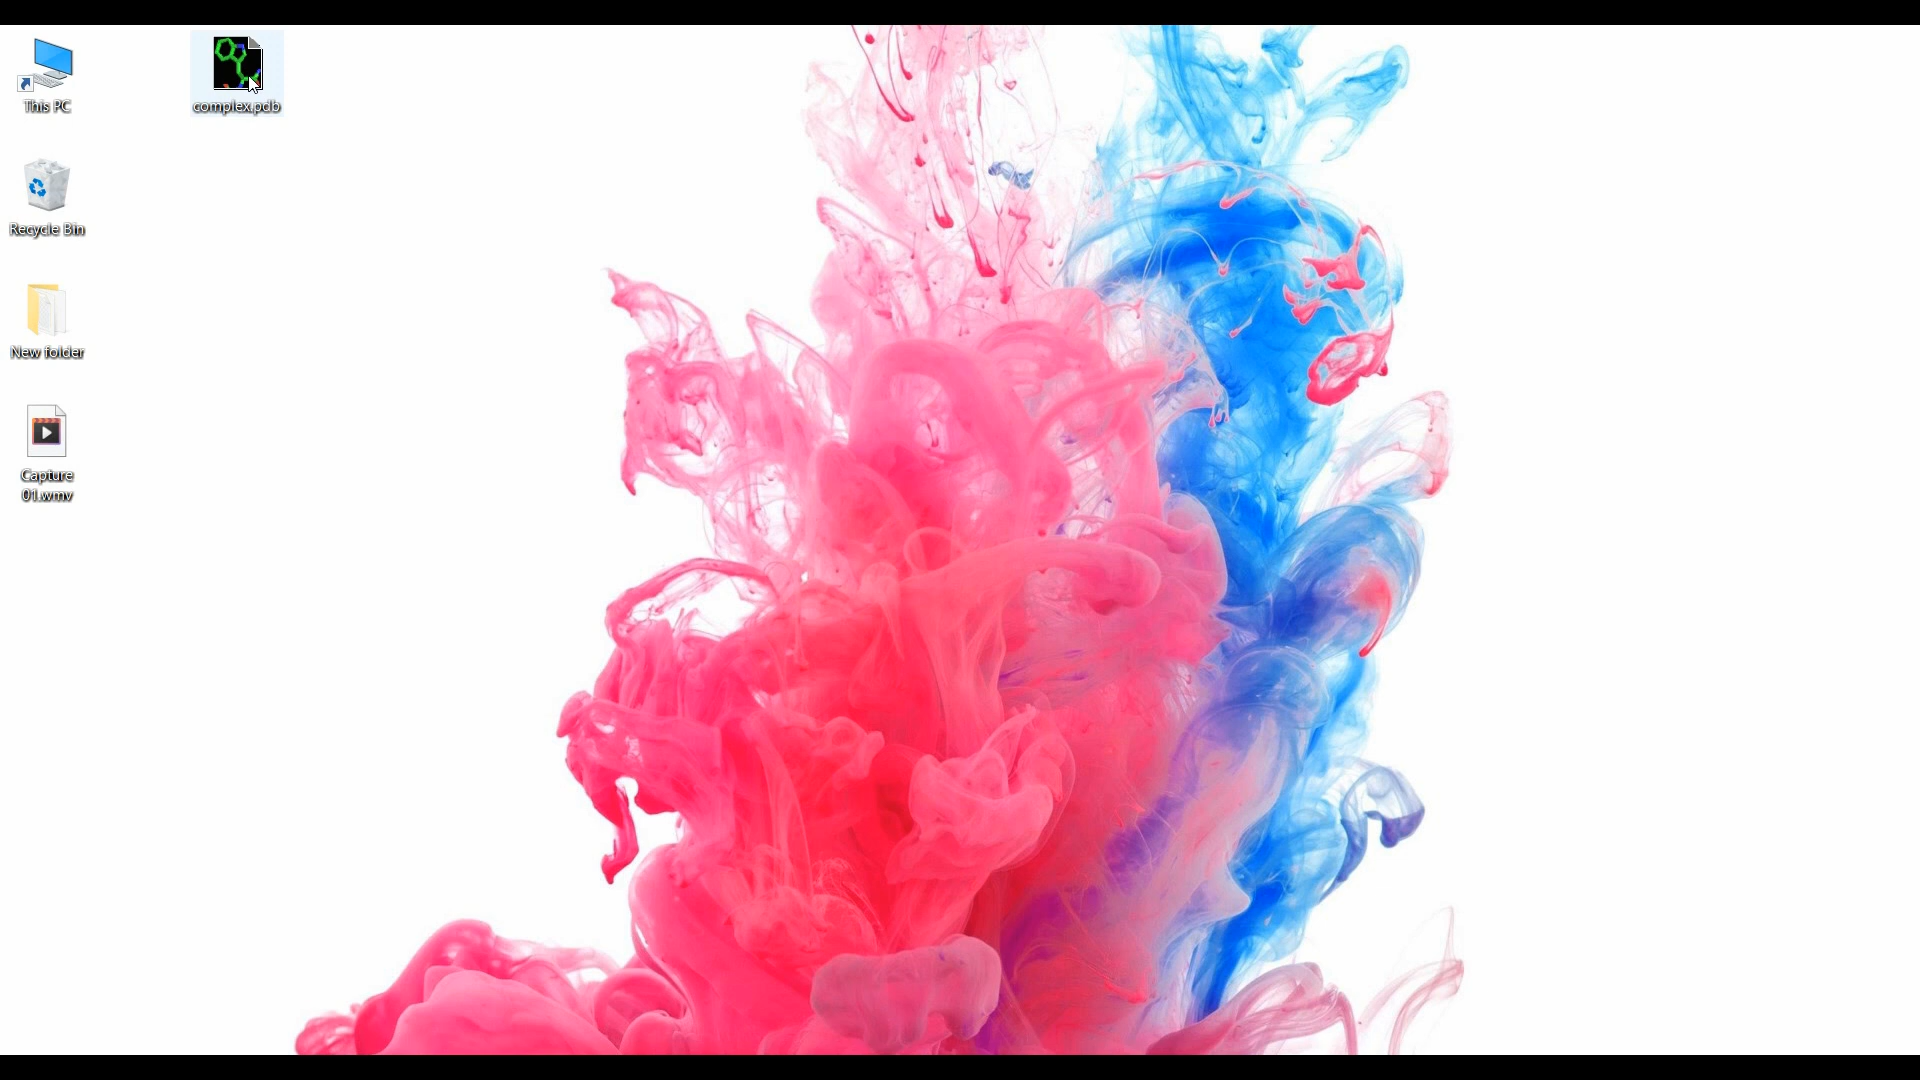 This PC
complex.pdb
Recycle Bin
New folder
Capture
01.wmv